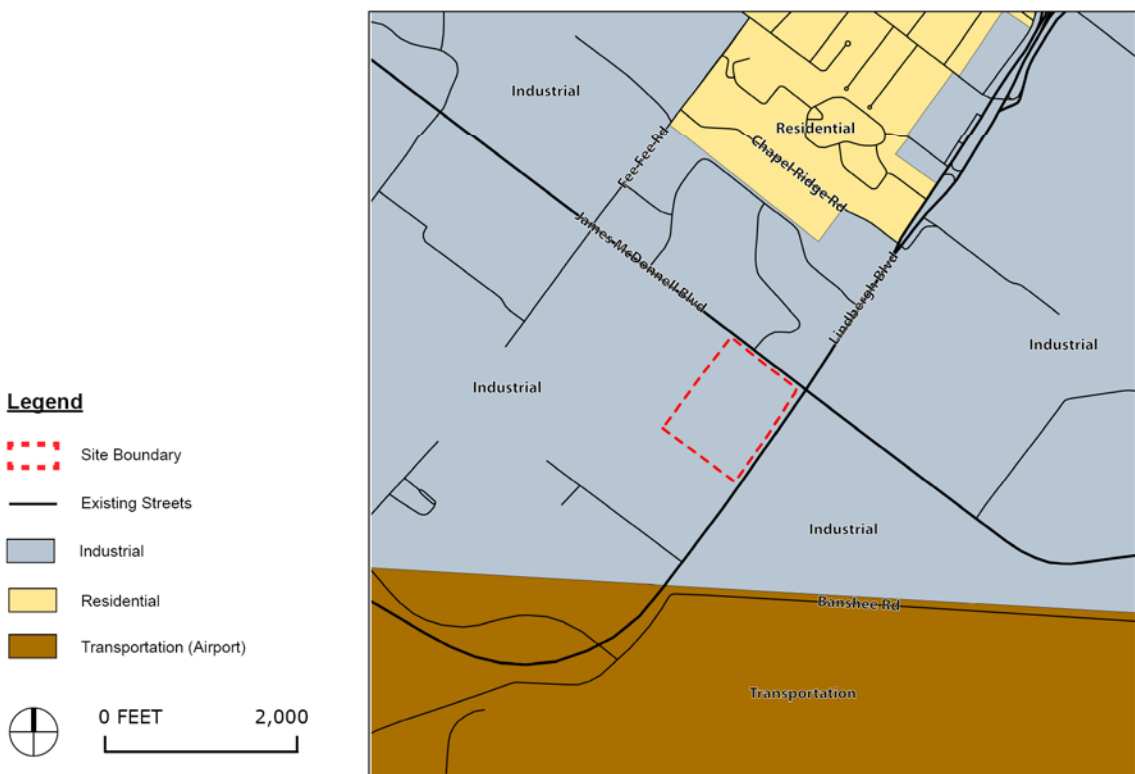 Industrial
Residential
Fee Fee Rd
Chapel Ridge Rd
James McDonnell Blvd
Lindbergh Blvd
Industrial
Industrial
Industrial
Banshee Rd
Transportation
Legend
Site Boundary
Existing Streets
Industrial
Residential
Transportation (Airport)
0 FEET 2,000